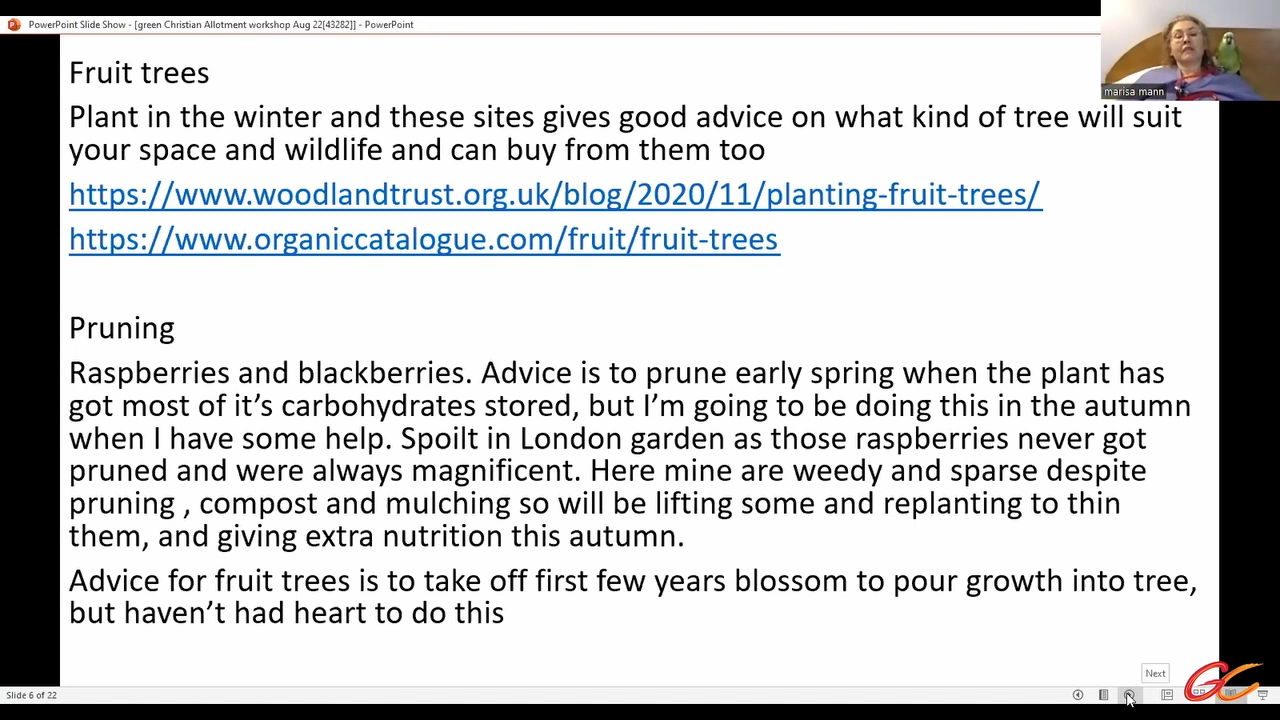 PowerPoint Slide Show - [green Christian Allotment workshop Aug 22[43282]] - PowerPoint
marisa mann
Fruit trees
Plant in the winter and these sites gives good advice on what kind of tree will suit
your space and wildlife and can buy from them too
https://www.woodlandtrust.org.uk/blog/2020/11/planting-fruit-trees/
https://www.organiccatalogue.com/fruit/fruit-trees
Pruning
Raspberries and blackberries. Advice is to prune early spring when the plant has
got most of it’s carbohydrates stored, but I’m going to be doing this in the autumn
when I have some help. Spoilt in London garden as those raspberries never got
pruned and were always magnificent. Here mine are weedy and sparse despite
pruning , compost and mulching so will be lifting some and replanting to thin
them, and giving extra nutrition this autumn.
Advice for fruit trees is to take off first few years blossom to pour growth into tree,
but haven’t had heart to do this
Next
Slide 6 of 22
GC